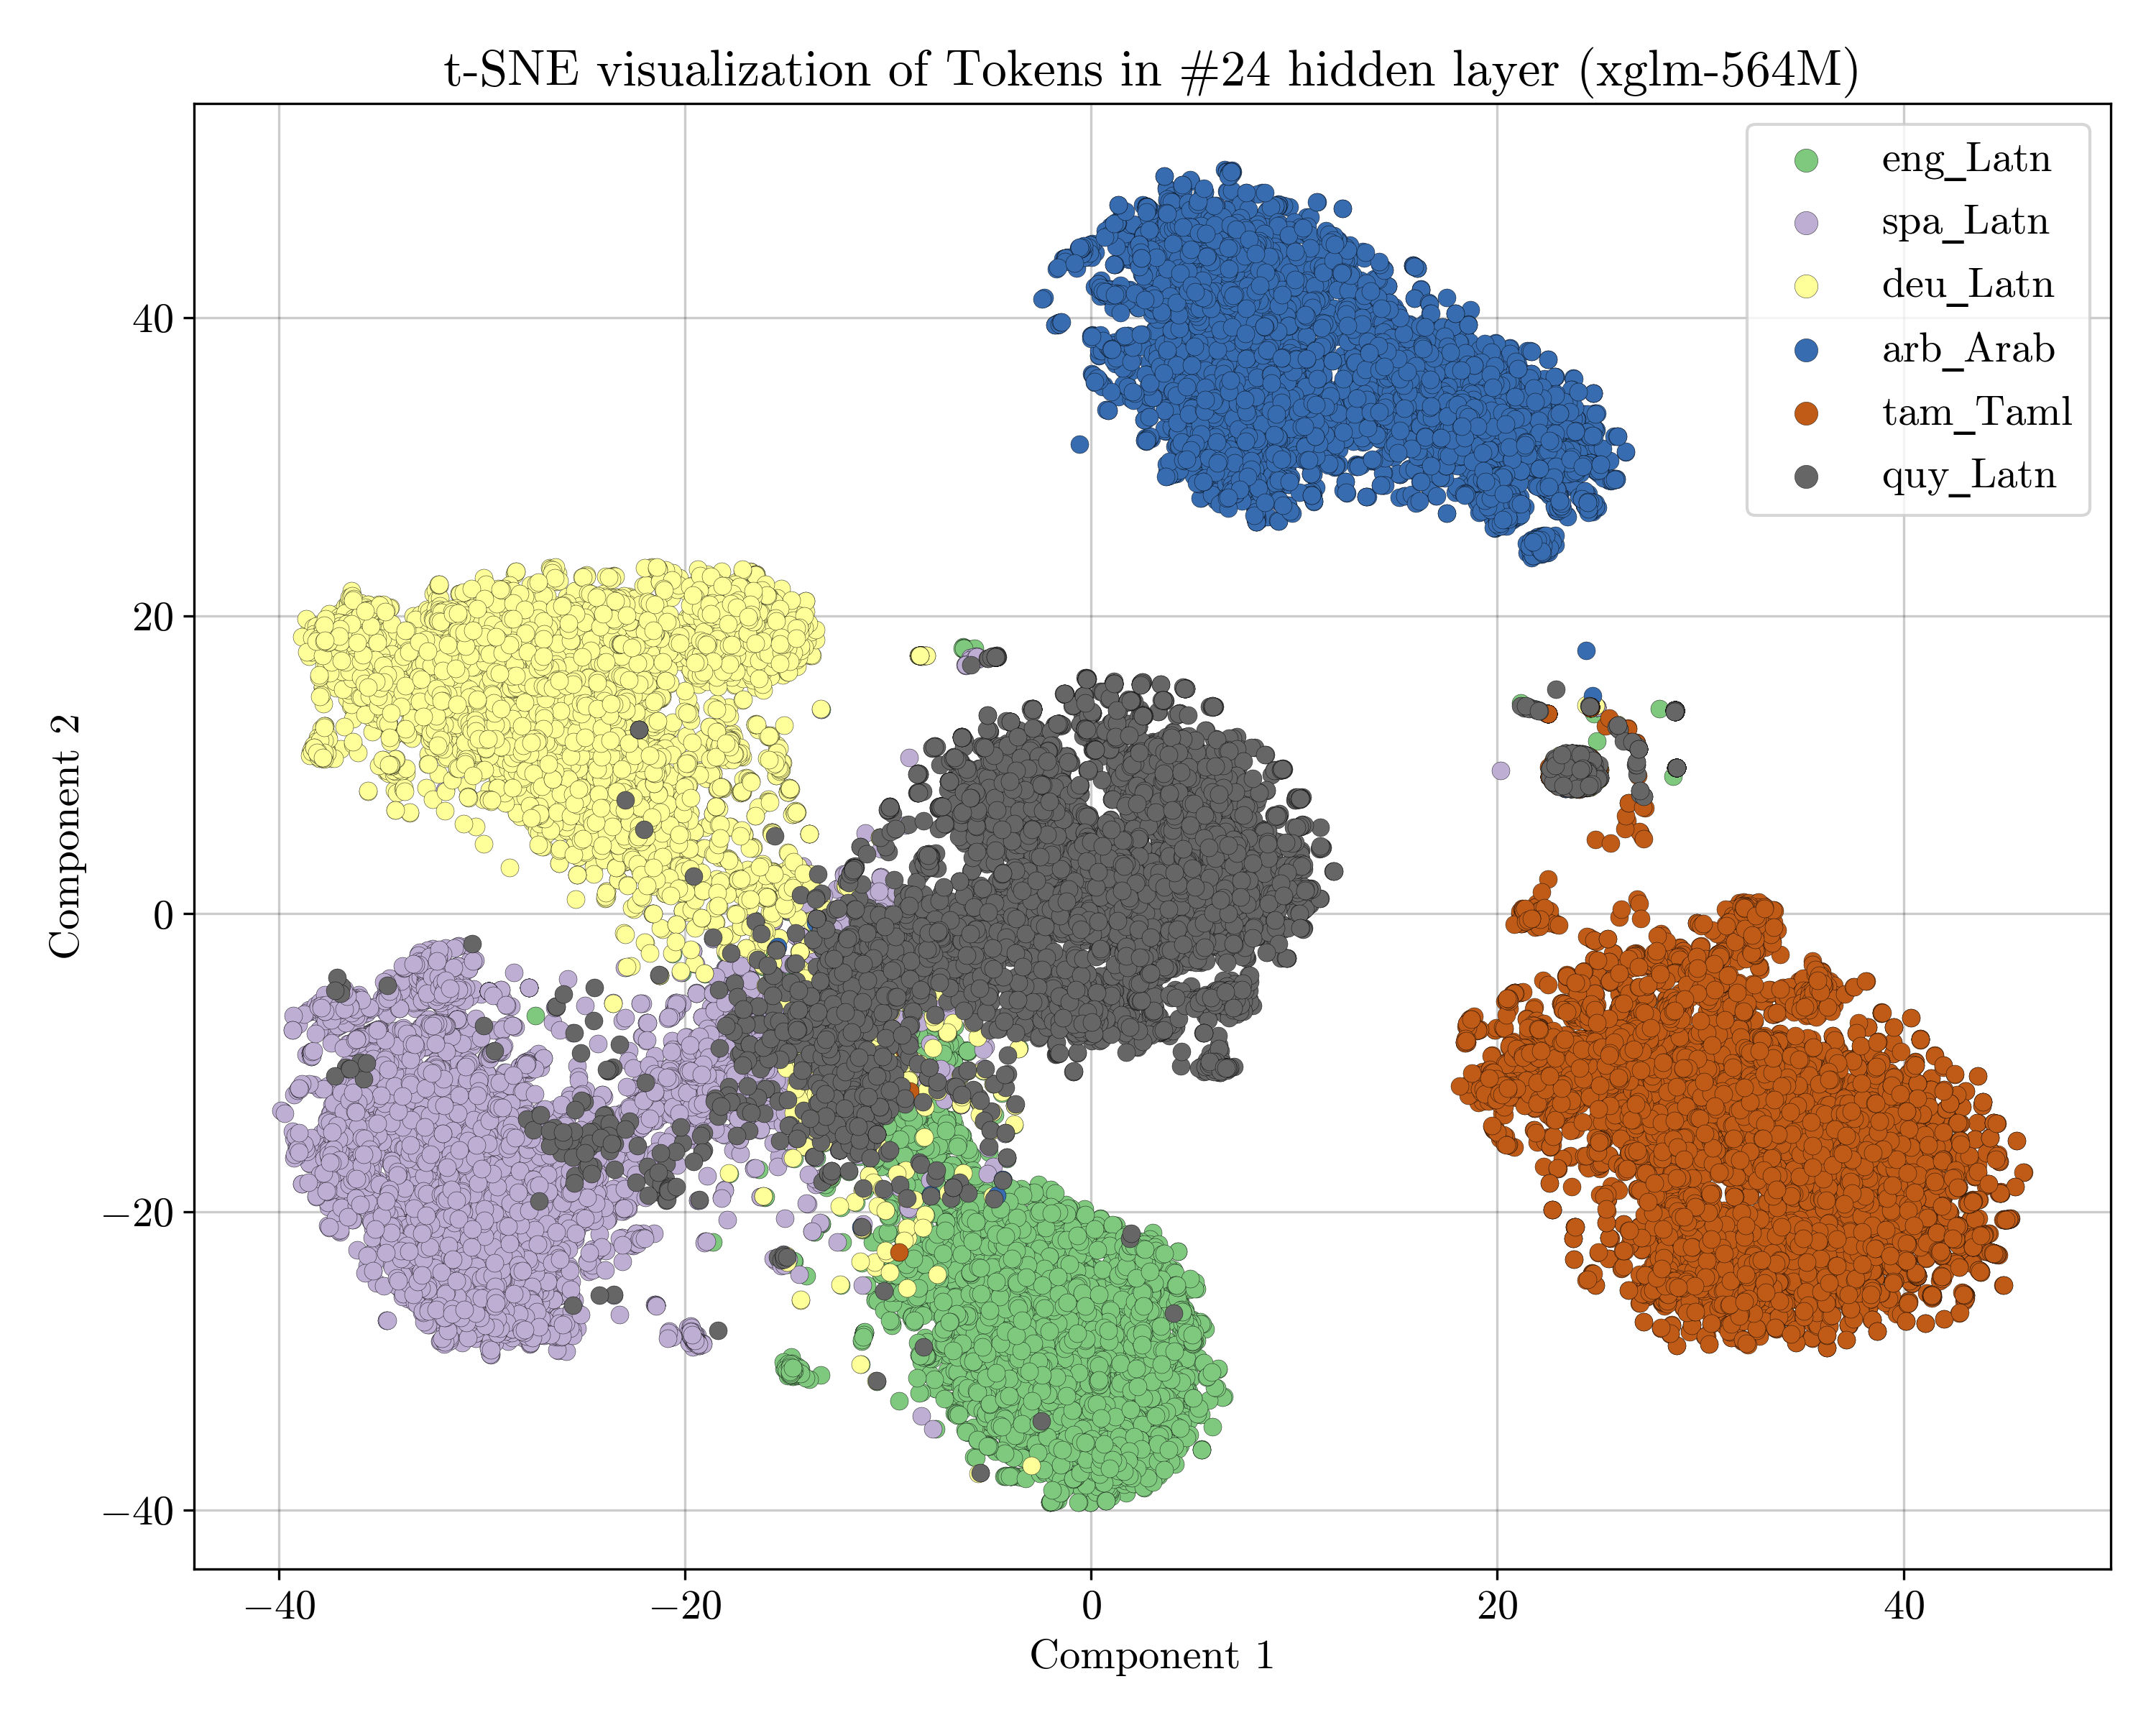 t-SNE visualization of Tokens in #24 hidden layer (xglm-564M)
eng_Latn
spa_Latn
deu_Latn
arb_Arab
tam_Taml
quy_Latn
40
20
0
−20
−40
Component 2
−40 −20 0 20 40
Component 1